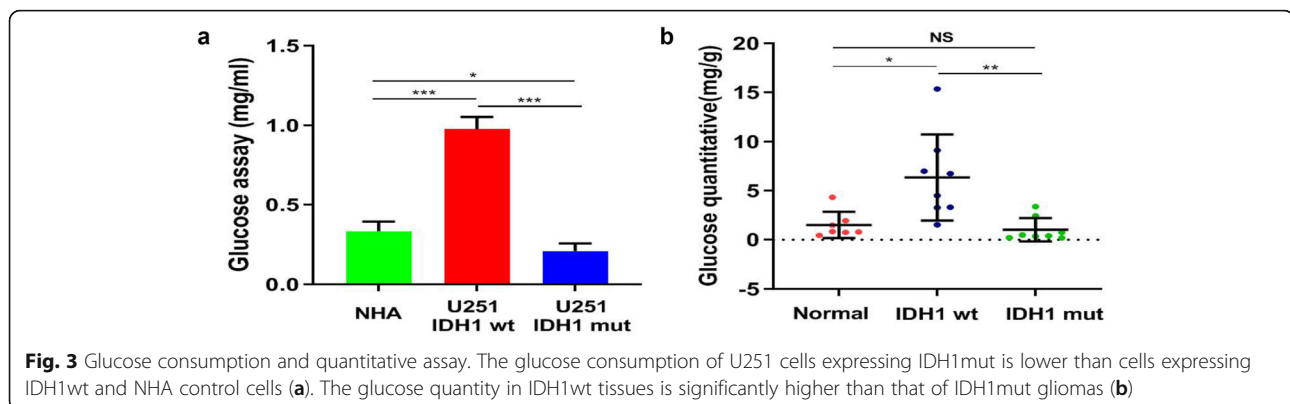 a
Glucose assay (mg/ml)
1.5
1.0
0.5
0.0
*
***
***
NHA
U251
IDH1 wt
U251
IDH1 mut
b
Glucose quantitative(mg/g)
20
15
10
5
0
-5
NS
*
**
Normal
IDH1 wt
IDH1 mut
Fig. 3 Glucose consumption and quantitative assay. The glucose consumption of U251 cells expressing IDH1mut is lower than cells expressing
IDH1wt and NHA control cells (a). The glucose quantity in IDH1wt tissues is significantly higher than that of IDH1mut gliomas (b)